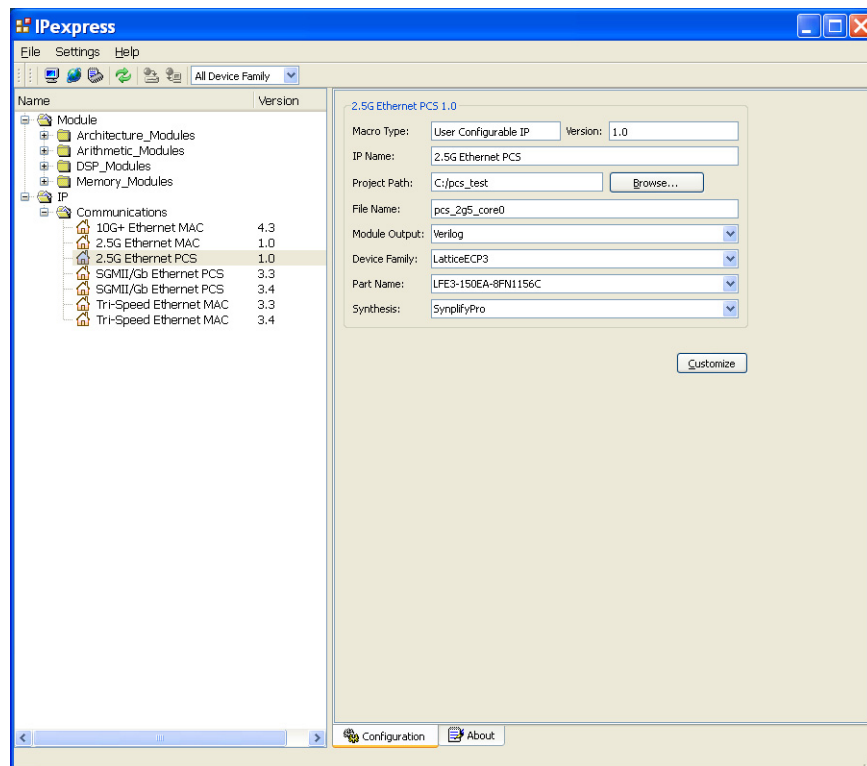 IPexpress
File Settings Help
All Device Family
Name Version
Module
Architecture_Modules
Arithmetic_Modules
DSP_Modules
Memory_Modules
IP
Communications
10G+ Ethernet MAC 4.3
2.5G Ethernet MAC 1.0
2.5G Ethernet PCS 1.0
SGMII/Gb Ethernet PCS 3.3
SGMII/Gb Ethernet PCS 3.4
Tri-Speed Ethernet MAC 3.3
Tri-Speed Ethernet MAC 3.4
2.5G Ethernet PCS 1.0
Macro Type: User Configurable IP Version: 1.0
IP Name: 2.5G Ethernet PCS
Project Path: C:/pcs_test Browse...
File Name: pcs_2g5_core0
Module Output: Verilog
Device Family: LatticeECP3
Part Name: LFE3-150EA-8FN1156C
Synthesis: SynplifyPro
Customize
Configuration About